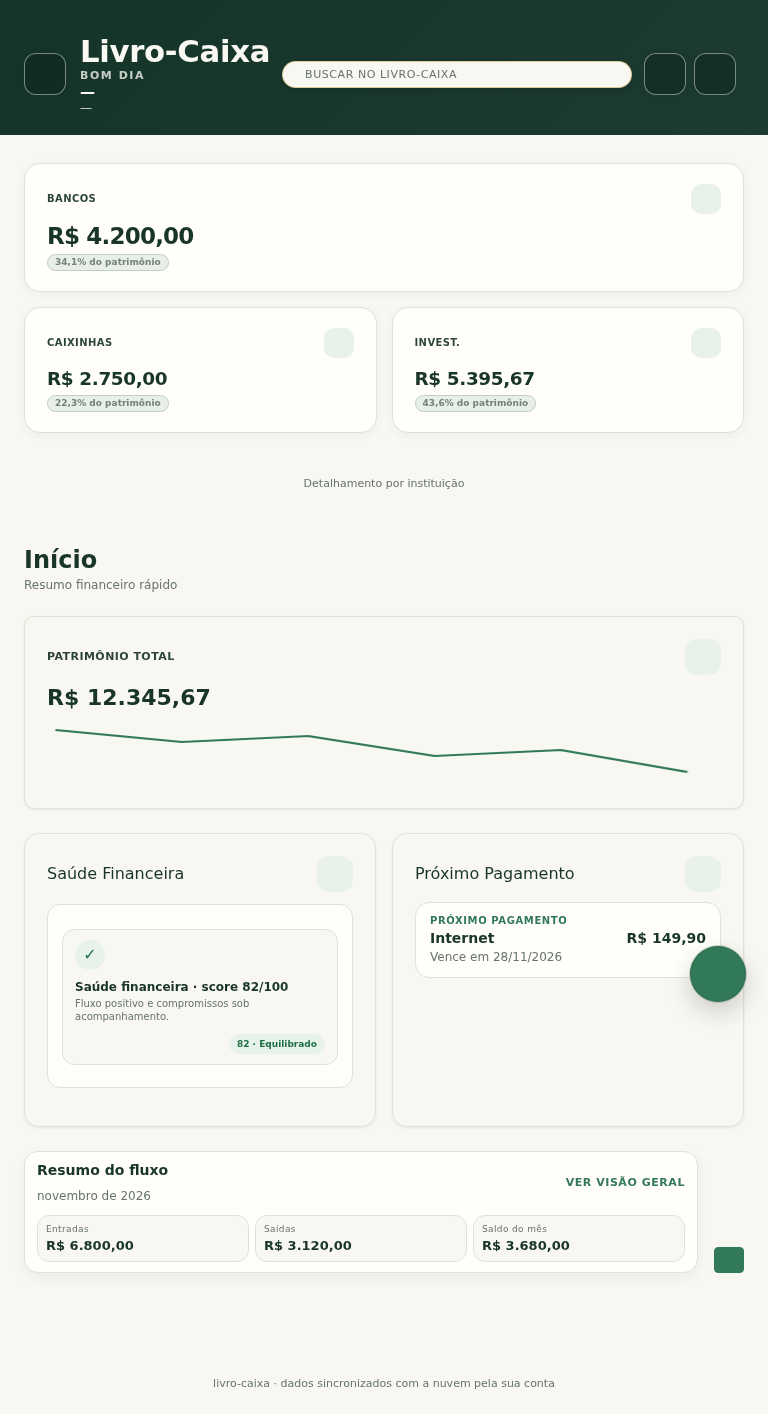 Livro-Caixa
BOM DIA
—
—
BUSCAR NO LIVRO-CAIXA
BANCOS
R$ 4.200,00
34,1% do patrimônio
CAIXINHAS
R$ 2.750,00
22,3% do patrimônio
INVEST.
R$ 5.395,67
43,6% do patrimônio
Detalhamento por instituição
Início
Resumo financeiro rápido
PATRIMÔNIO TOTAL
R$ 12.345,67
Saúde Financeira
✓
Saúde financeira · score 82/100
Fluxo positivo e compromissos sob
acompanhamento.
82 · Equilibrado
Próximo Pagamento
PRÓXIMO PAGAMENTO
Internet R$ 149,90
Vence em 28/11/2026
Resumo do fluxo
novembro de 2026
VER VISÃO GERAL
Entradas
R$ 6.800,00
Saídas
R$ 3.120,00
Saldo do mês
R$ 3.680,00
livro-caixa · dados sincronizados com a nuvem pela sua conta